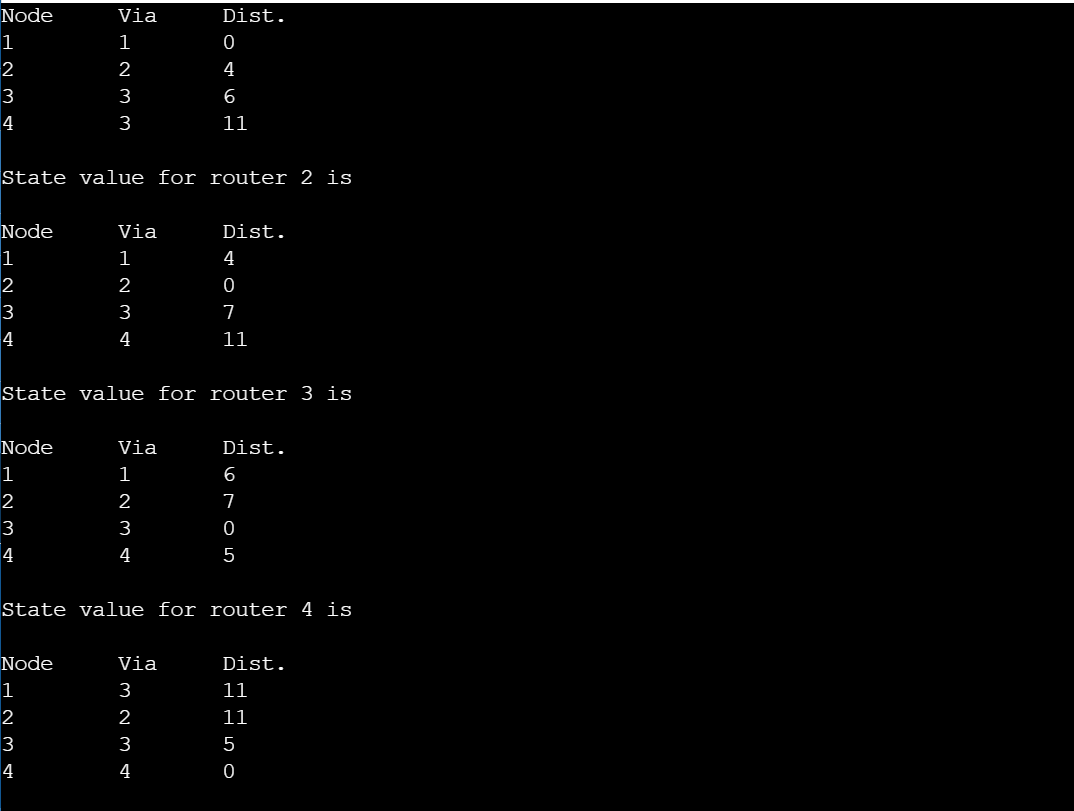 Node Via Dist.
1 1 0
2 2 4
3 3 6
4 3 11
State value for router 2 is
Node Via Dist.
1 1 4
2 2 0
3 3 7
4 4 11
State value for router 3 is
Node Via Dist.
1 1 6
2 2 7
3 3 0
4 4 5
State value for router 4 is
Node Via Dist.
1 3 11
2 2 11
3 3 5
4 4 0